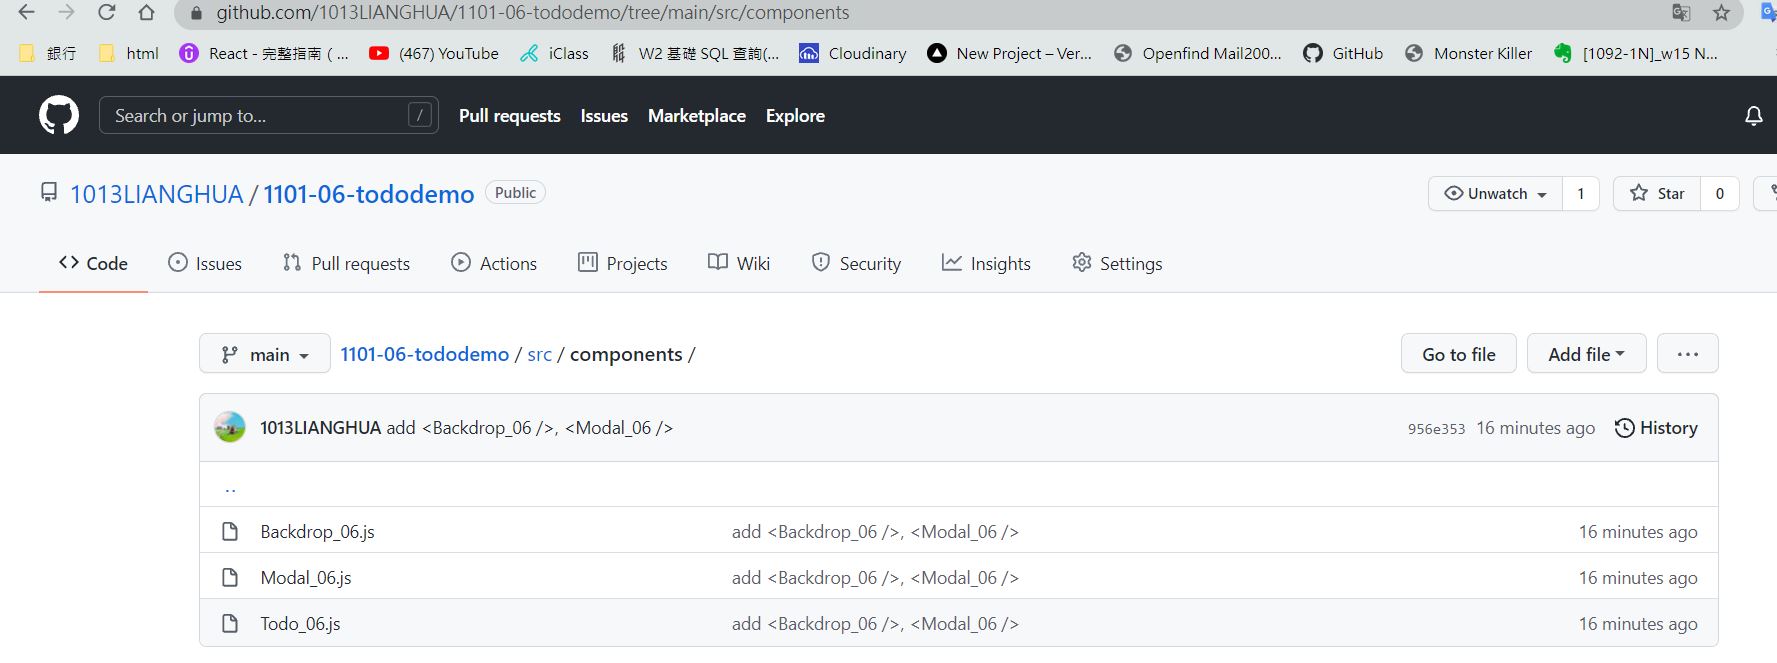 github.com/1013LIANGHUA/1101-06-tododemo/tree/main/src/components
銀行 html React - 完整指南 ( ... (467) YouTube iClass W2 基礎 SQL 查詢(... Cloudinary New Project – Ver... Openfind Mail200... GitHub Monster Killer [1092-1N]_w15 N...
Search or jump to... / Pull requests Issues Marketplace Explore
1013LIANGHUA / 1101-06-tododemo Public Unwatch 1 Star 0
<> Code Issues Pull requests Actions Projects Wiki Security Insights Settings
main 1101-06-tododemo / src / components / Go to file Add file ...
1013LIANGHUA add <Backdrop_06 />, <Modal_06 /> 956e353 16 minutes ago History
..
Backdrop_06.js add <Backdrop_06 />, <Modal_06 /> 16 minutes ago
Modal_06.js add <Backdrop_06 />, <Modal_06 /> 16 minutes ago
Todo_06.js add <Backdrop_06 />, <Modal_06 /> 16 minutes ago